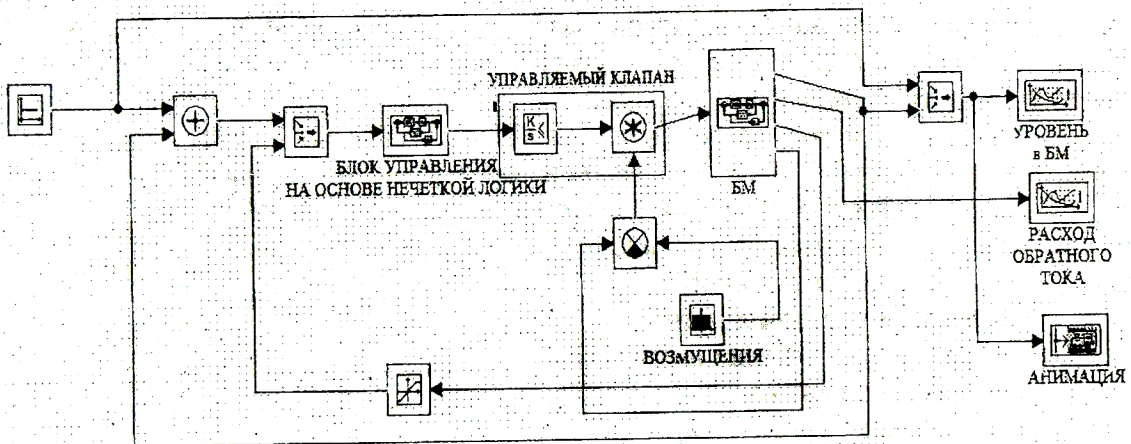 УПРАВЛЯЕМЫЙ КЛАПАН
K
s
БЛОК УПРАВЛЕНИЯ
НА ОСНОВЕ НЕЧЕТКОЙ ЛОГИКИ
БМ
УРОВЕНЬ
в БМ
РАСХОД
ОБРАТНОГО
ТОКА
ВОЗМУЩЕНИЯ
АНИМАЦИЯ